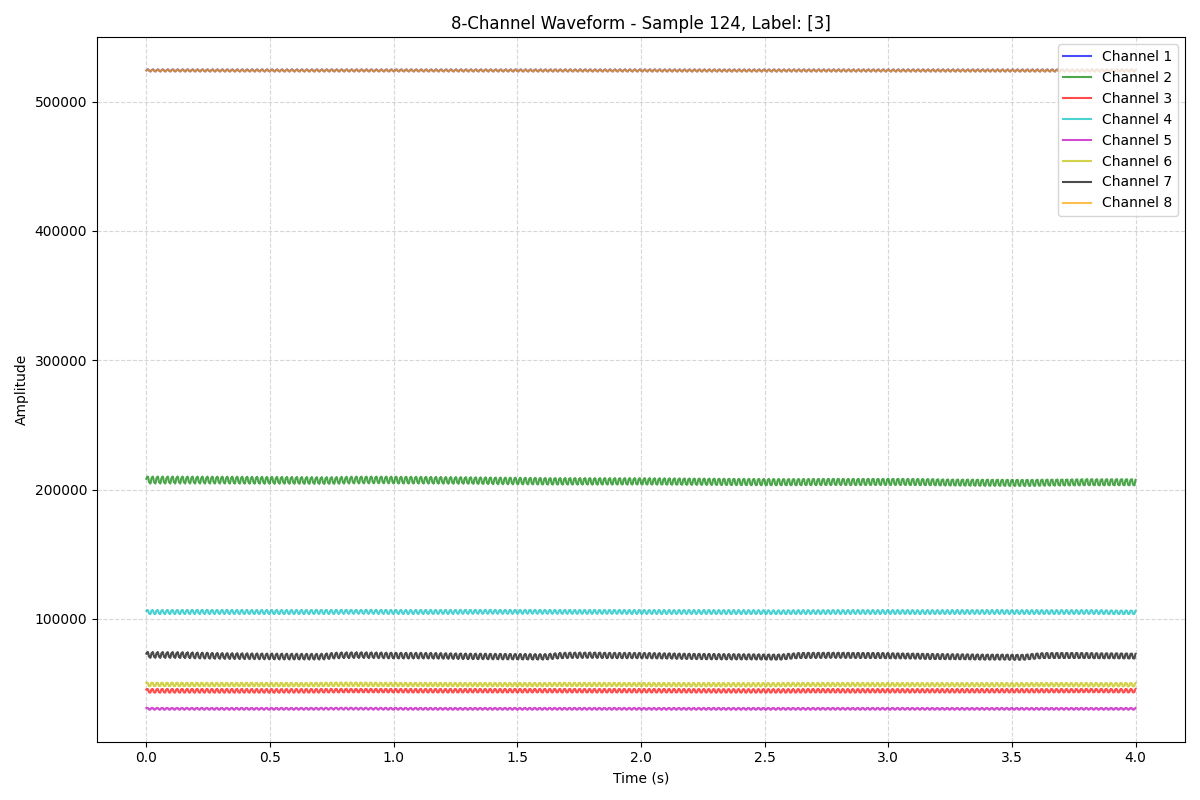 8-Channel Waveform - Sample 124, Label: [3]
Channel 1
Channel 2
Channel 3
Channel 4
Channel 5
Channel 6
Channel 7
Channel 8
Amplitude
500000
400000
300000
200000
100000
0.0 0.5 1.0 1.5 2.0 2.5 3.0 3.5 4.0
Time (s)